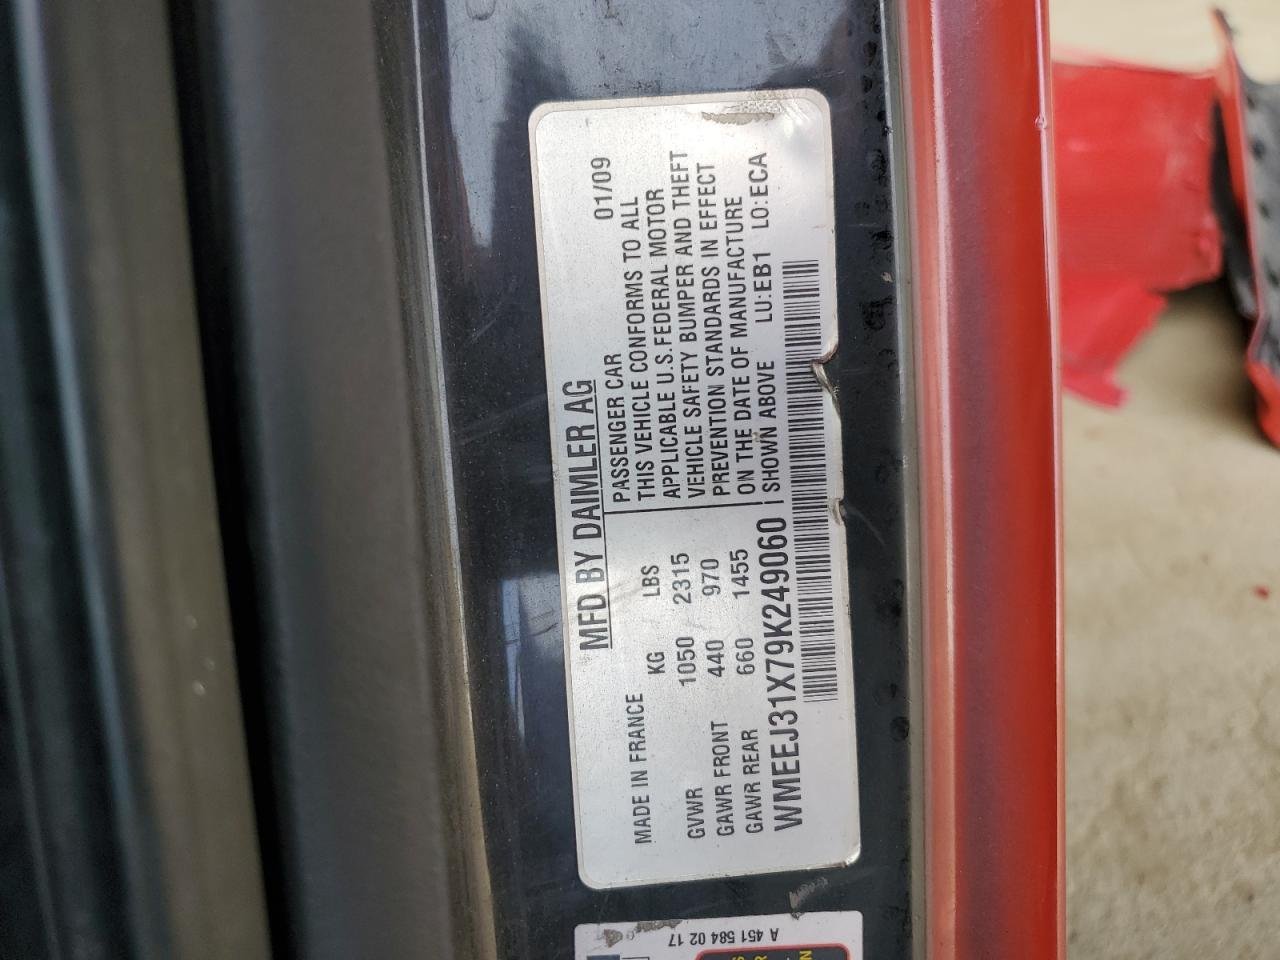 MFD BY DAIMLER AG 01/09
MADE IN FRANCE
KG LBS
GVWR 1050 2315
GAWR FRONT 440 970
GAWR REAR 660 1455
PASSENGER CAR
THIS VEHICLE CONFORMS TO ALL
APPLICABLE U.S. FEDERAL MOTOR
VEHICLE SAFETY BUMPER AND THEFT
PREVENTION STANDARDS IN EFFECT
ON THE DATE OF MANUFACTURE
SHOWN ABOVE LU:EB1 LO:ECA
WMEEJ31X79K249060
A 451 584 02 17